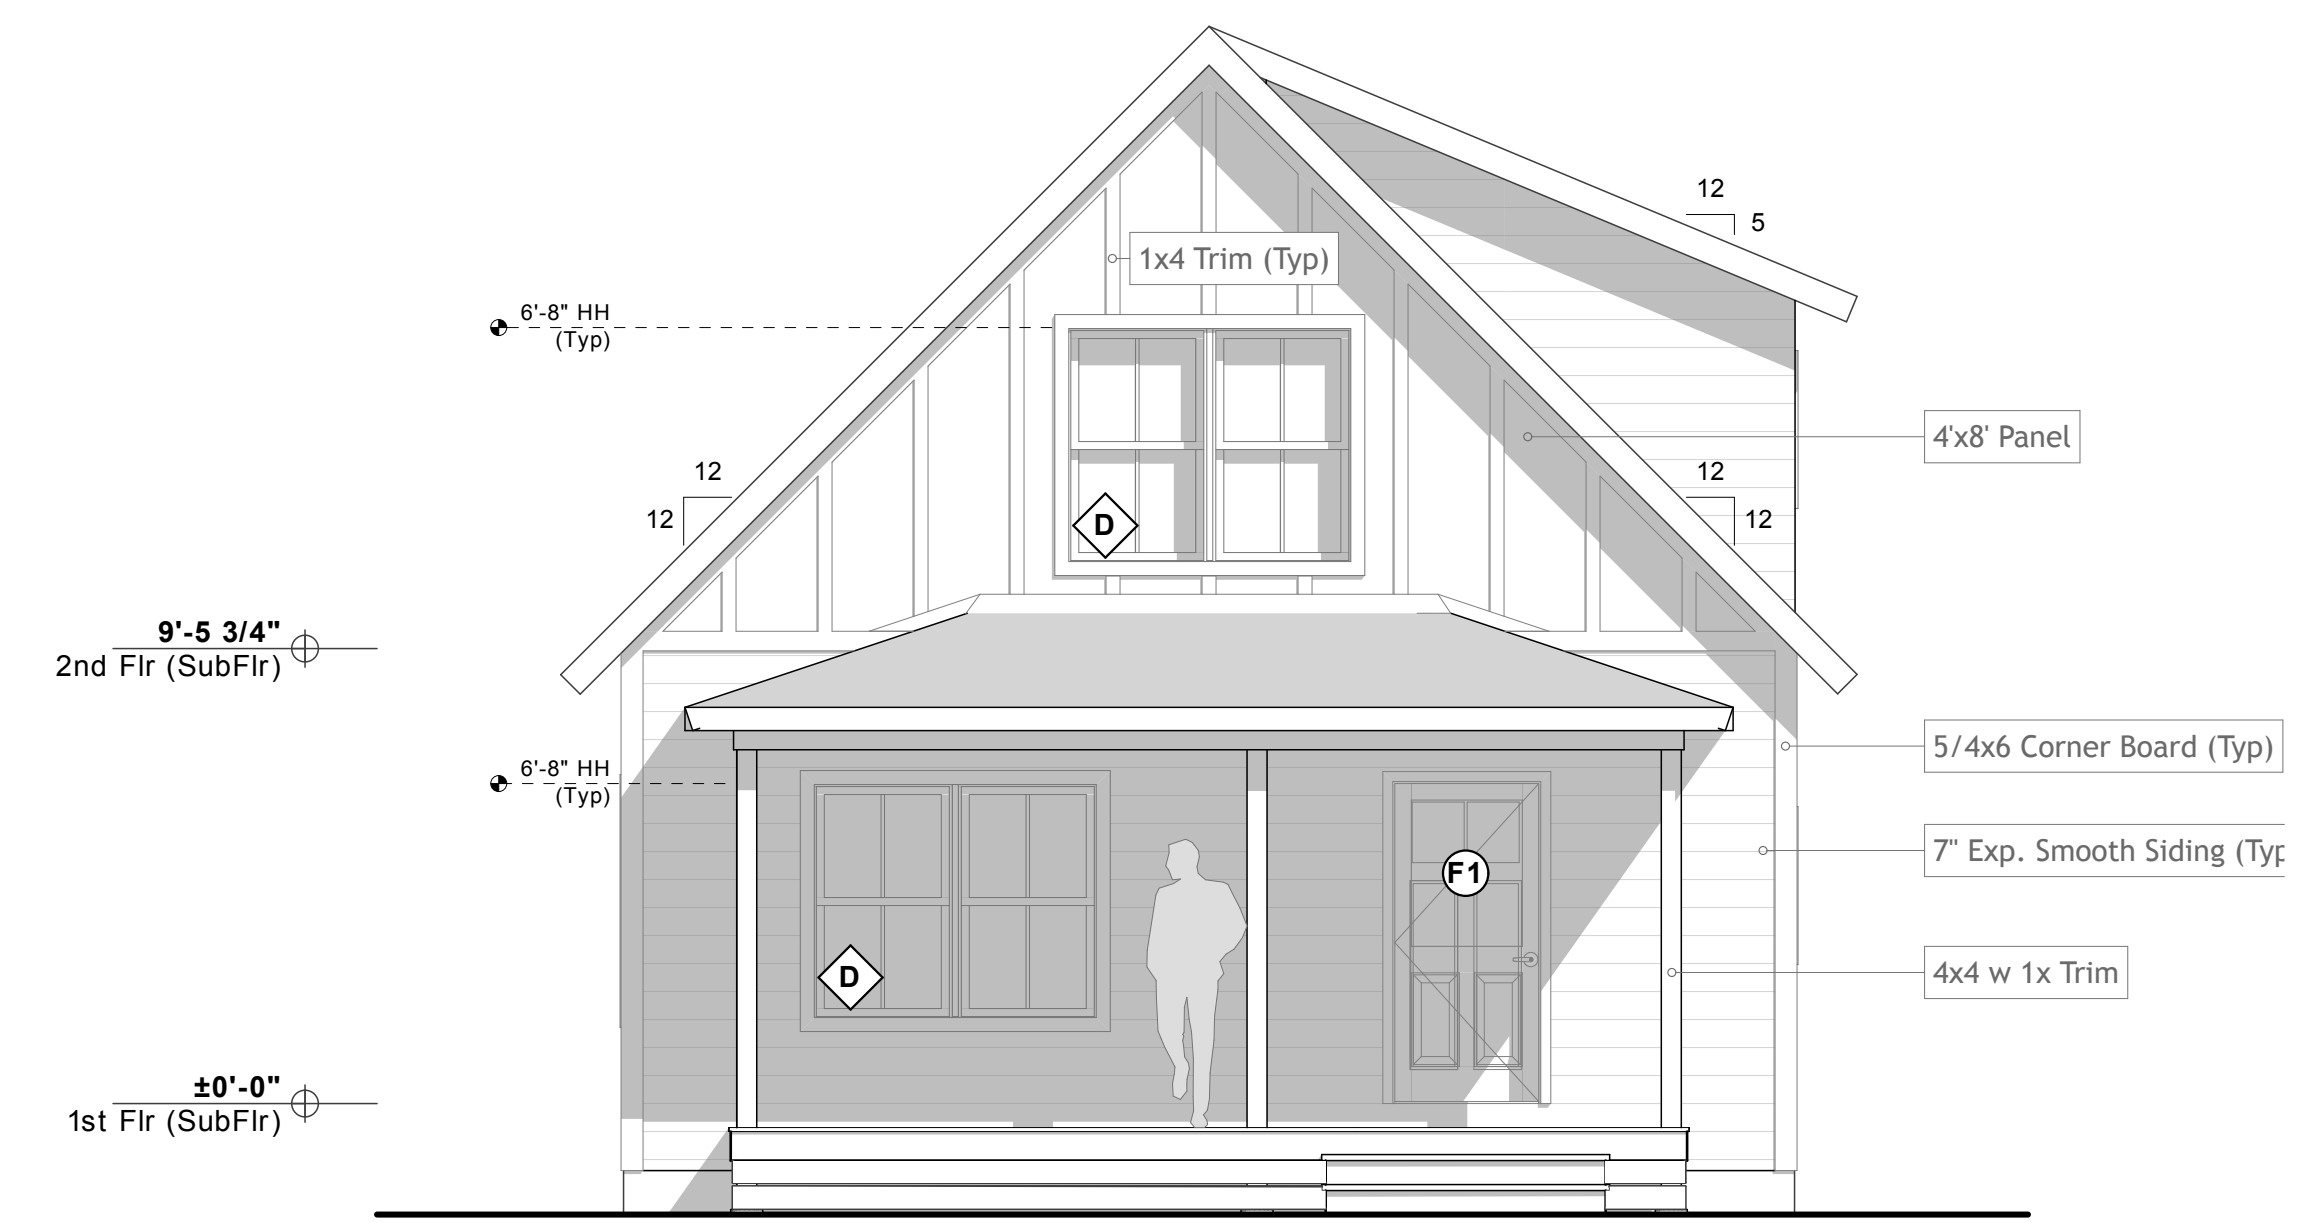 12
5
1x4 Trim (Typ)
6'-8" HH
(Typ)
4'x8' Panel
12
12
12
12
D
9'-5 3/4"
2nd Flr (SubFlr)
5/4x6 Corner Board (Typ)
6'-8" HH
(Typ)
7" Exp. Smooth Siding (Typ
F1
D
4x4 w 1x Trim
±0'-0"
1st Flr (SubFlr)